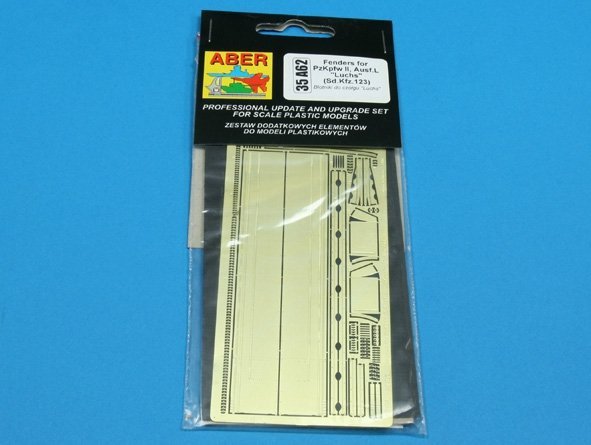 ABER
35 A62
Fenders for
PzKpfw II, Ausf.L
"Luchs"
(Sd.Kfz.123)
Błotniki do czołgu "Luchs"
PROFESSIONAL UPDATE AND UPGRADE SET
FOR SCALE PLASTIC MODELS
ZESTAW DODATKOWYCH ELEMENTÓW
DO MODELI PLASTIKOWYCH